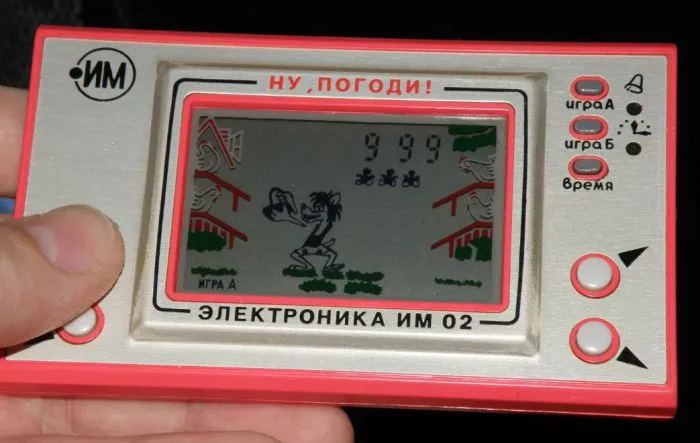 ИМ
НУ, ПОГОДИ!
игра А
игра Б
Время
999
ИГРА А
ЭЛЕКТРОНИКА ИМ 02